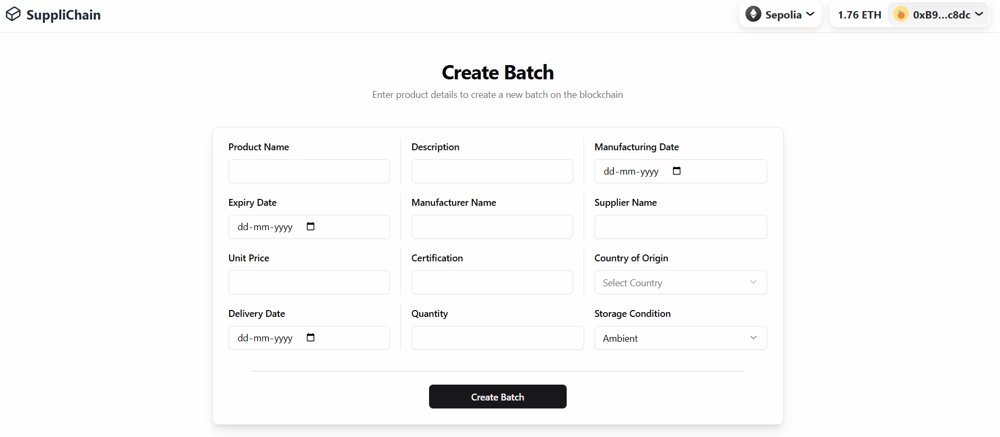 SuppliChain
Sepolia
1.76 ETH
0xB9...c8dc
Create Batch
Enter product details to create a new batch on the blockchain
Product Name
Description
Manufacturing Date
dd-mm-yyyy
Expiry Date
Manufacturer Name
Supplier Name
dd-mm-yyyy
Unit Price
Certification
Country of Origin
Select Country
Delivery Date
Quantity
Storage Condition
dd-mm-yyyy
Ambient
Create Batch